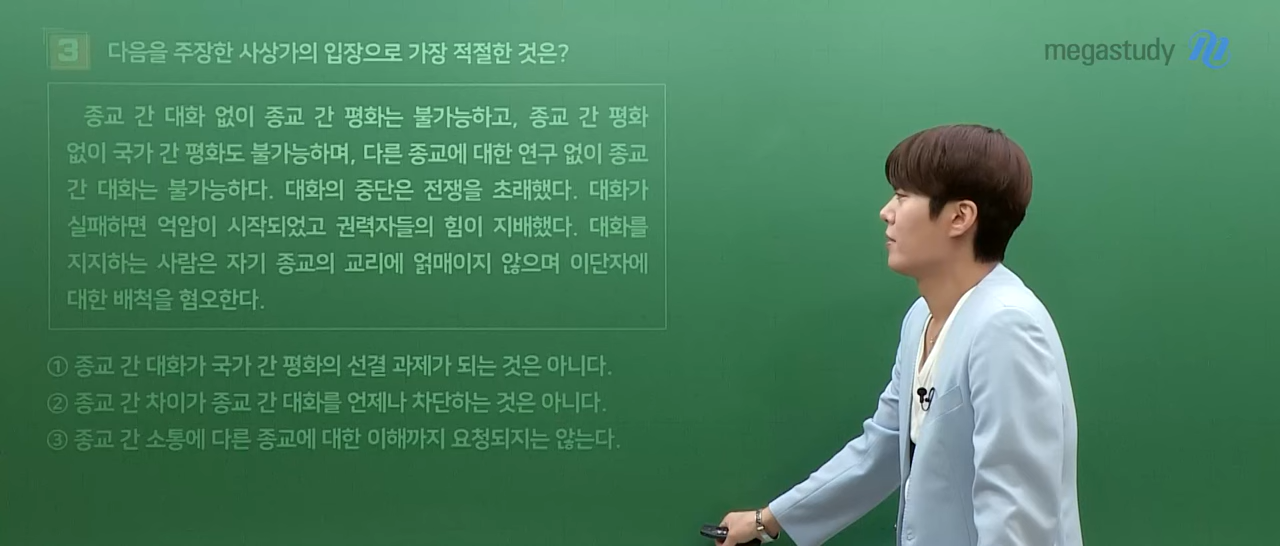 3 다음을 주장한 사상가의 입장으로 가장 적절한 것은?
megastudy
종교 간 대화 없이 종교 간 평화는 불가능하고, 종교 간 평화
없이 국가 간 평화도 불가능하며, 다른 종교에 대한 연구 없이 종교
간 대화는 불가능하다. 대화의 중단은 전쟁을 초래했다. 대화가
실패하면 억압이 시작되었고 권력자들의 힘이 지배했다. 대화를
지지하는 사람은 자기 종교의 교리에 얽매이지 않으며 이단자에
대한 배척을 혐오한다.
① 종교 간 대화가 국가 간 평화의 선결 과제가 되는 것은 아니다.
② 종교 간 차이가 종교 간 대화를 언제나 차단하는 것은 아니다.
③ 종교 간 소통에 다른 종교에 대한 이해까지 요청되지는 않는다.